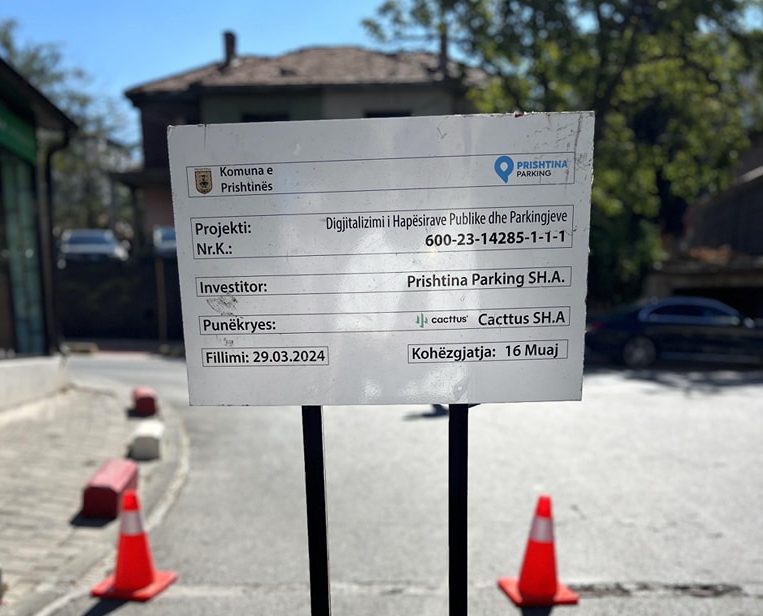 Komuna e
Prishtinës
PRISHTINA
PARKING
Projekti: Digjitalizimi i Hapësirave Publike dhe Parkingjeve
Nr.K.: 600-23-14285-1-1-1
Investitor: Prishtina Parking SH.A.
Punëkryes: cacttus Cacttus SH.A
Fillimi: 29.03.2024 Kohëzgjatja: 16 Muaj